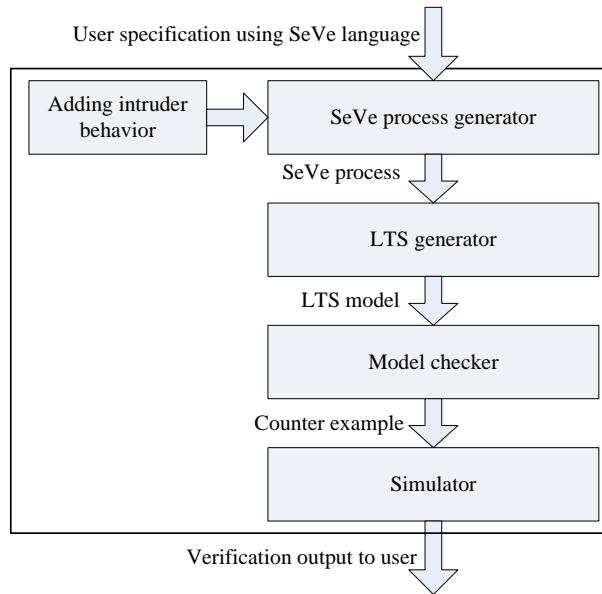 User specification using SeVe language
Adding intruder
behavior
SeVe process generator
SeVe process
LTS generator
LTS model
Model checker
Counter example
Simulator
Verification output to user